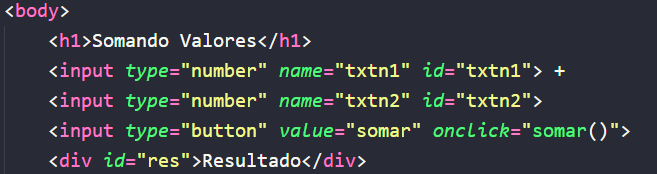 <body>
<h1>Somando Valores</h1>
<input type="number" name="txtn1" id="txtn1"> +
<input type="number" name="txtn2" id="txtn2">
<input type="button" value="somar" onclick="somar()">
<div id="res">Resultado</div>